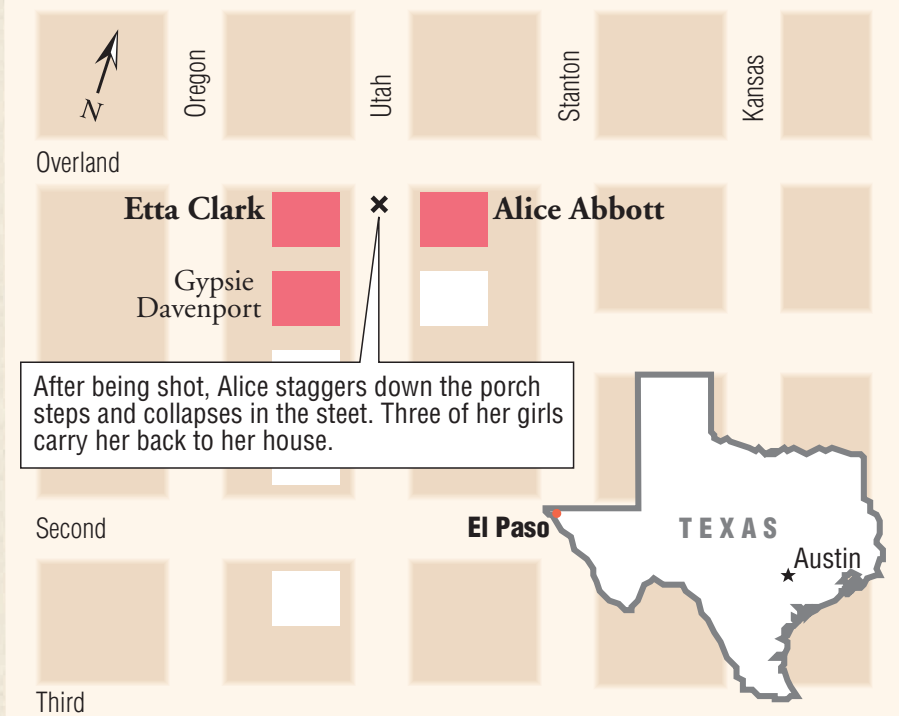 N
Oregon
Utah
Stanton
Kansas
Overland
Etta Clark
Alice Abbott
Gypsie
Davenport
After being shot, Alice staggers down the porch
steps and collapses in the steet. Three of her girls
carry her back to her house.
Second
El Paso
TEXAS
Austin
Third